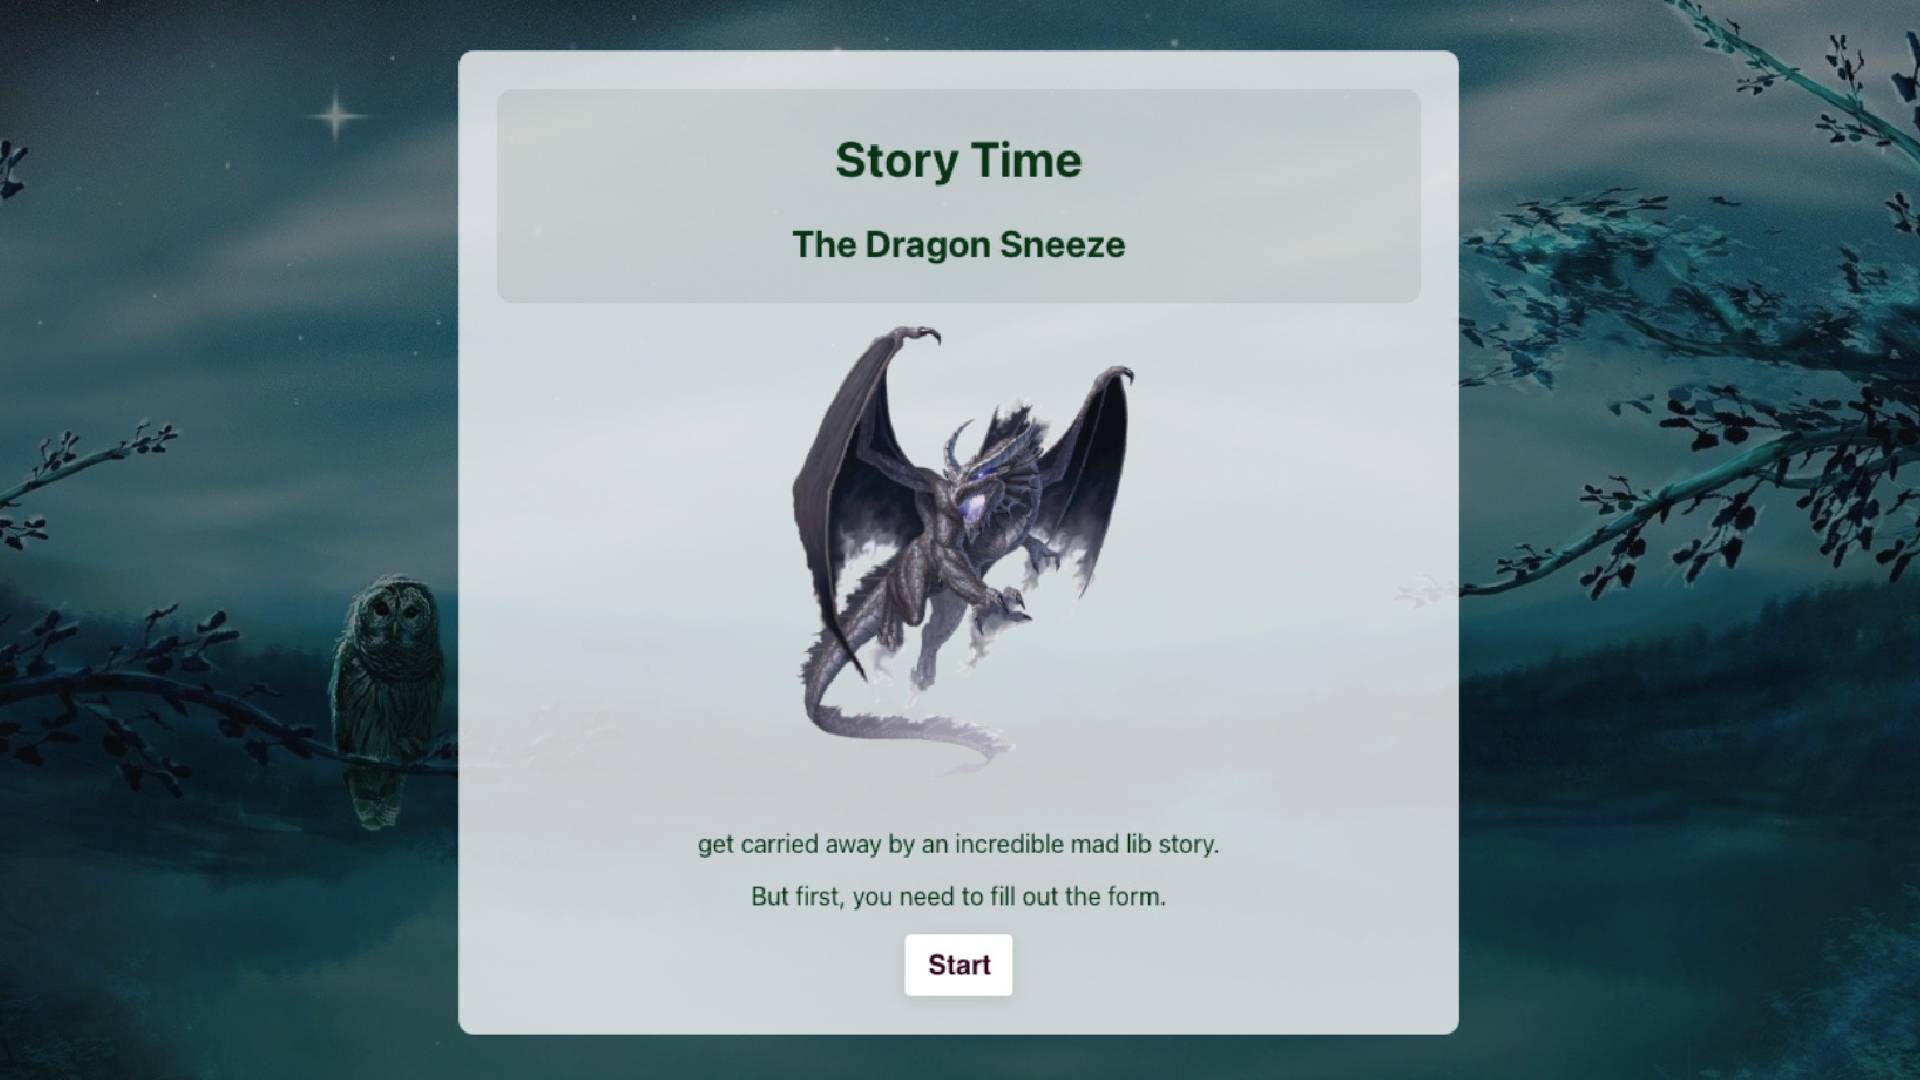 Story Time
The Dragon Sneeze
get carried away by an incredible mad lib story.
But first, you need to fill out the form.
Start